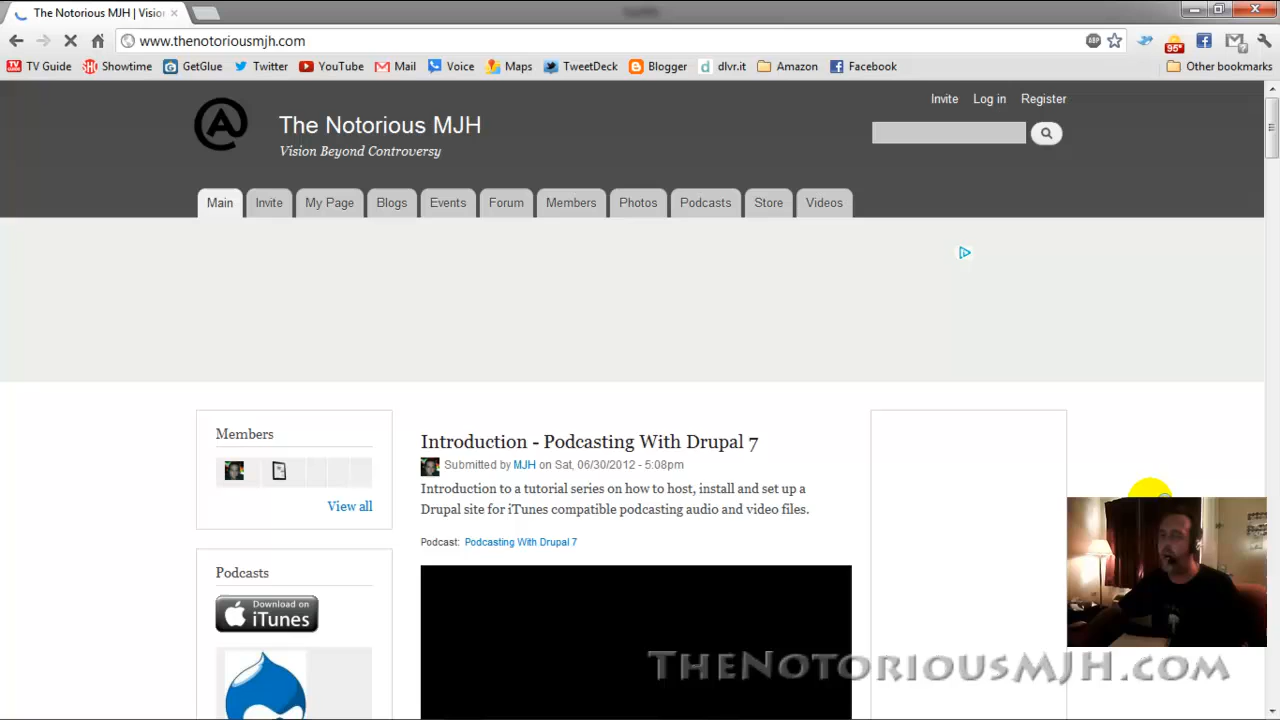 The Notorious MJH | Vision
www.thenotoriousmjh.com
ABP
95°
TV Guide Showtime GetGlue Twitter YouTube Mail Voice Maps TweetDeck Blogger dlvr.it Amazon Facebook Other bookmarks
Invite Log in Register
The Notorious MJH
Vision Beyond Controversy
Main Invite My Page Blogs Events Forum Members Photos Podcasts Store Videos
Members
View all
Podcasts
Download on
iTunes
Introduction - Podcasting With Drupal 7
Submitted by MJH on Sat, 06/30/2012 - 5:08pm
Introduction to a tutorial series on how to host, install and set up a
Drupal site for iTunes compatible podcasting audio and video files.
Podcast: Podcasting With Drupal 7
TheNotoriousMJH.com